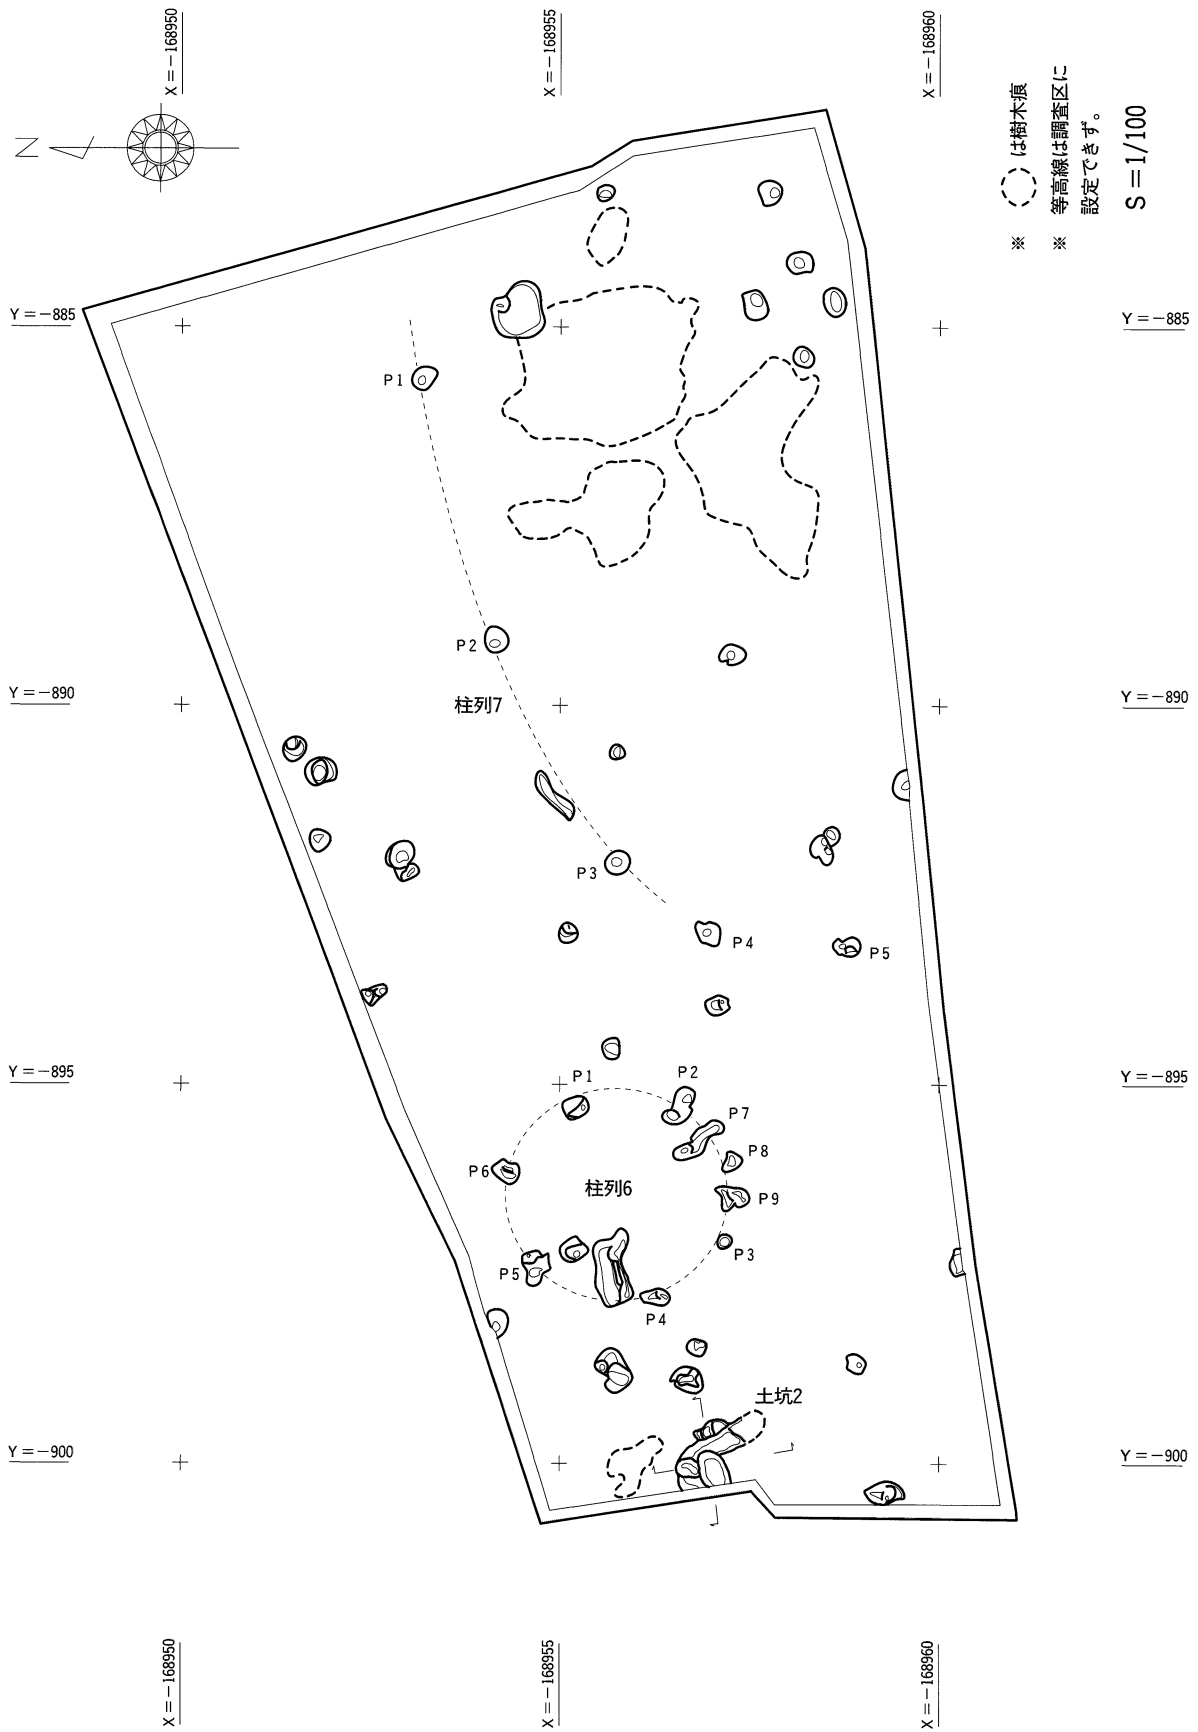 X=-168950
X=-168955
X=-168960
N
※ は樹木痕
※ 等高線は調査区に
設定できず。
S=1/100
Y=-885
Y=-885
P1
P2
柱列7
Y=-890
Y=-890
P3
P4
P5
Y=-895
Y=-895
P1
P2
P7
P8
P6
柱列6
P9
P3
P5
P4
土坑2
Y=-900
Y=-900
X=-168950
X=-168955
X=-168960